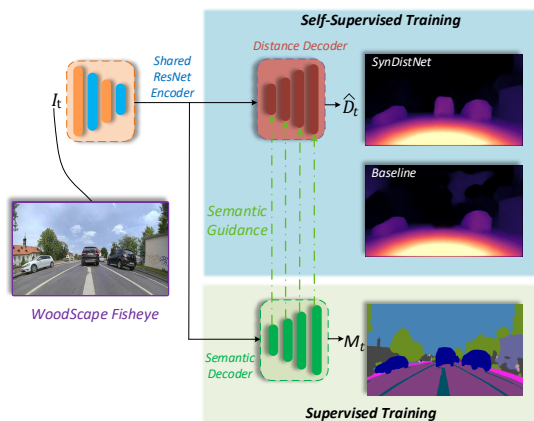 Self-Supervised Training
Shared
ResNet
Encoder
Distance Decoder
SynDistNet
I_t
D̂_t
Baseline
Semantic
Guidance
WoodScape Fisheye
Semantic
Decoder
M_t
Supervised Training